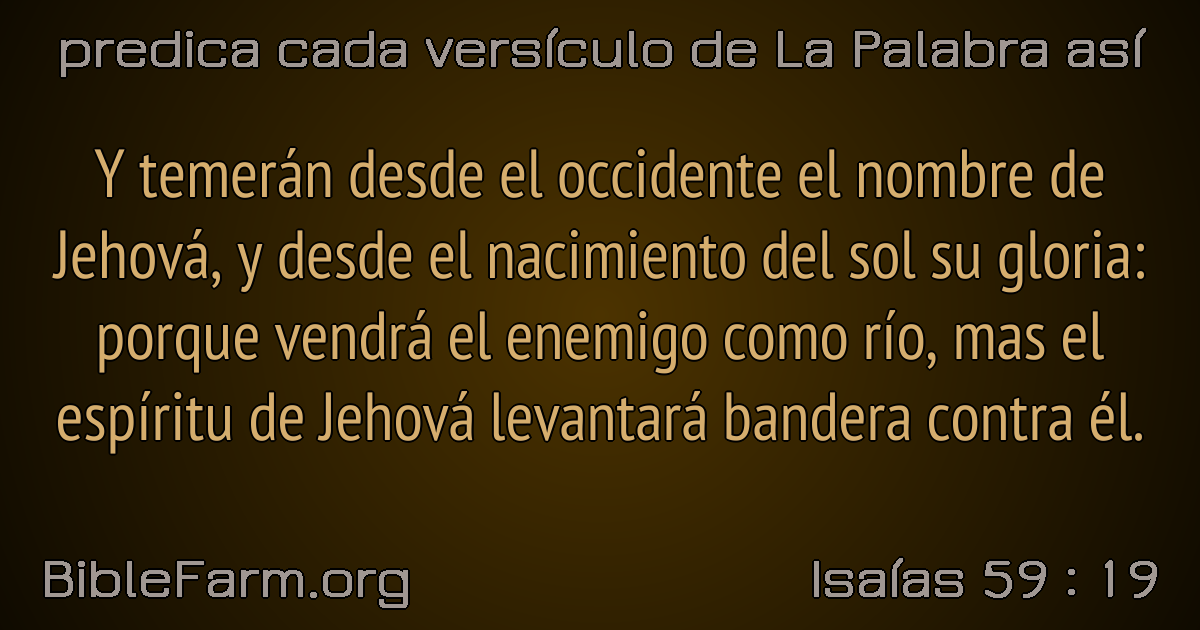 predica cada versículo de La Palabra así
Y temerán desde el occidente el nombre de
Jehová, y desde el nacimiento del sol su gloria:
porque vendrá el enemigo como río, mas el
espíritu de Jehová levantará bandera contra él.
BibleFarm.org
Isaías 59 : 19